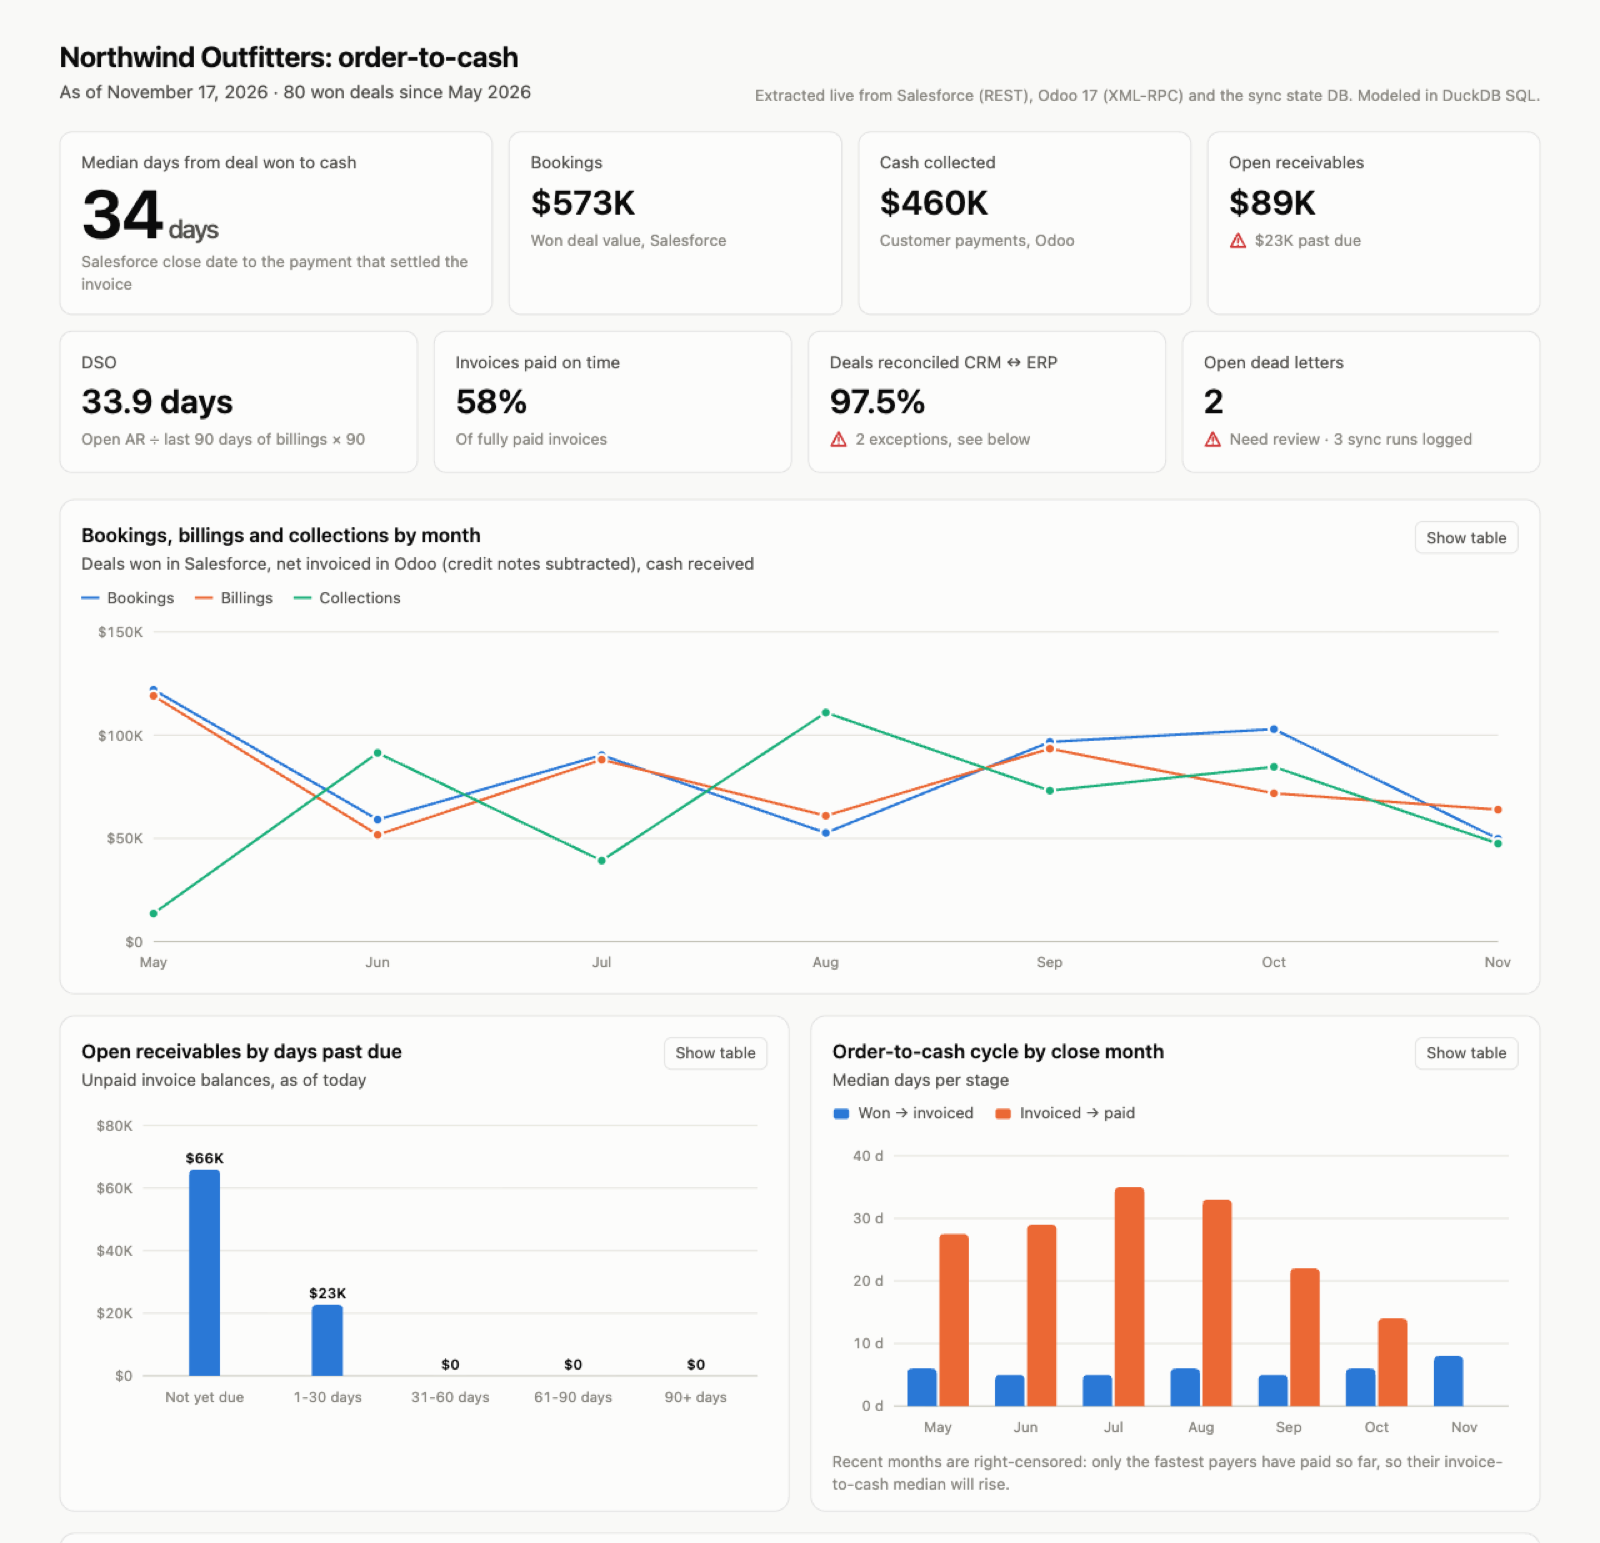 Northwind Outfitters: order-to-cash
As of November 17, 2026 · 80 won deals since May 2026
Extracted live from Salesforce (REST), Odoo 17 (XML-RPC) and the sync state DB. Modeled in DuckDB SQL.
Median days from deal won to cash
34 days
Salesforce close date to the payment that settled the
invoice
Bookings
$573K
Won deal value, Salesforce
Cash collected
$460K
Customer payments, Odoo
Open receivables
$89K
$23K past due
DSO
33.9 days
Open AR ÷ last 90 days of billings × 90
Invoices paid on time
58%
Of fully paid invoices
Deals reconciled CRM ↔ ERP
97.5%
2 exceptions, see below
Open dead letters
2
Need review · 3 sync runs logged
Bookings, billings and collections by month
Show table
Deals won in Salesforce, net invoiced in Odoo (credit notes subtracted), cash received
Bookings Billings Collections
$150K
$100K
$50K
$0
May Jun Jul Aug Sep Oct Nov
Open receivables by days past due
Show table
Unpaid invoice balances, as of today
$80K
$66K
$60K
$40K
$23K
$20K
$0 $0 $0
$0
Not yet due 1-30 days 31-60 days 61-90 days 90+ days
Order-to-cash cycle by close month
Show table
Median days per stage
Won → invoiced Invoiced → paid
40 d
30 d
20 d
10 d
0 d
May Jun Jul Aug Sep Oct Nov
Recent months are right-censored: only the fastest payers have paid so far, so their invoice-
to-cash median will rise.